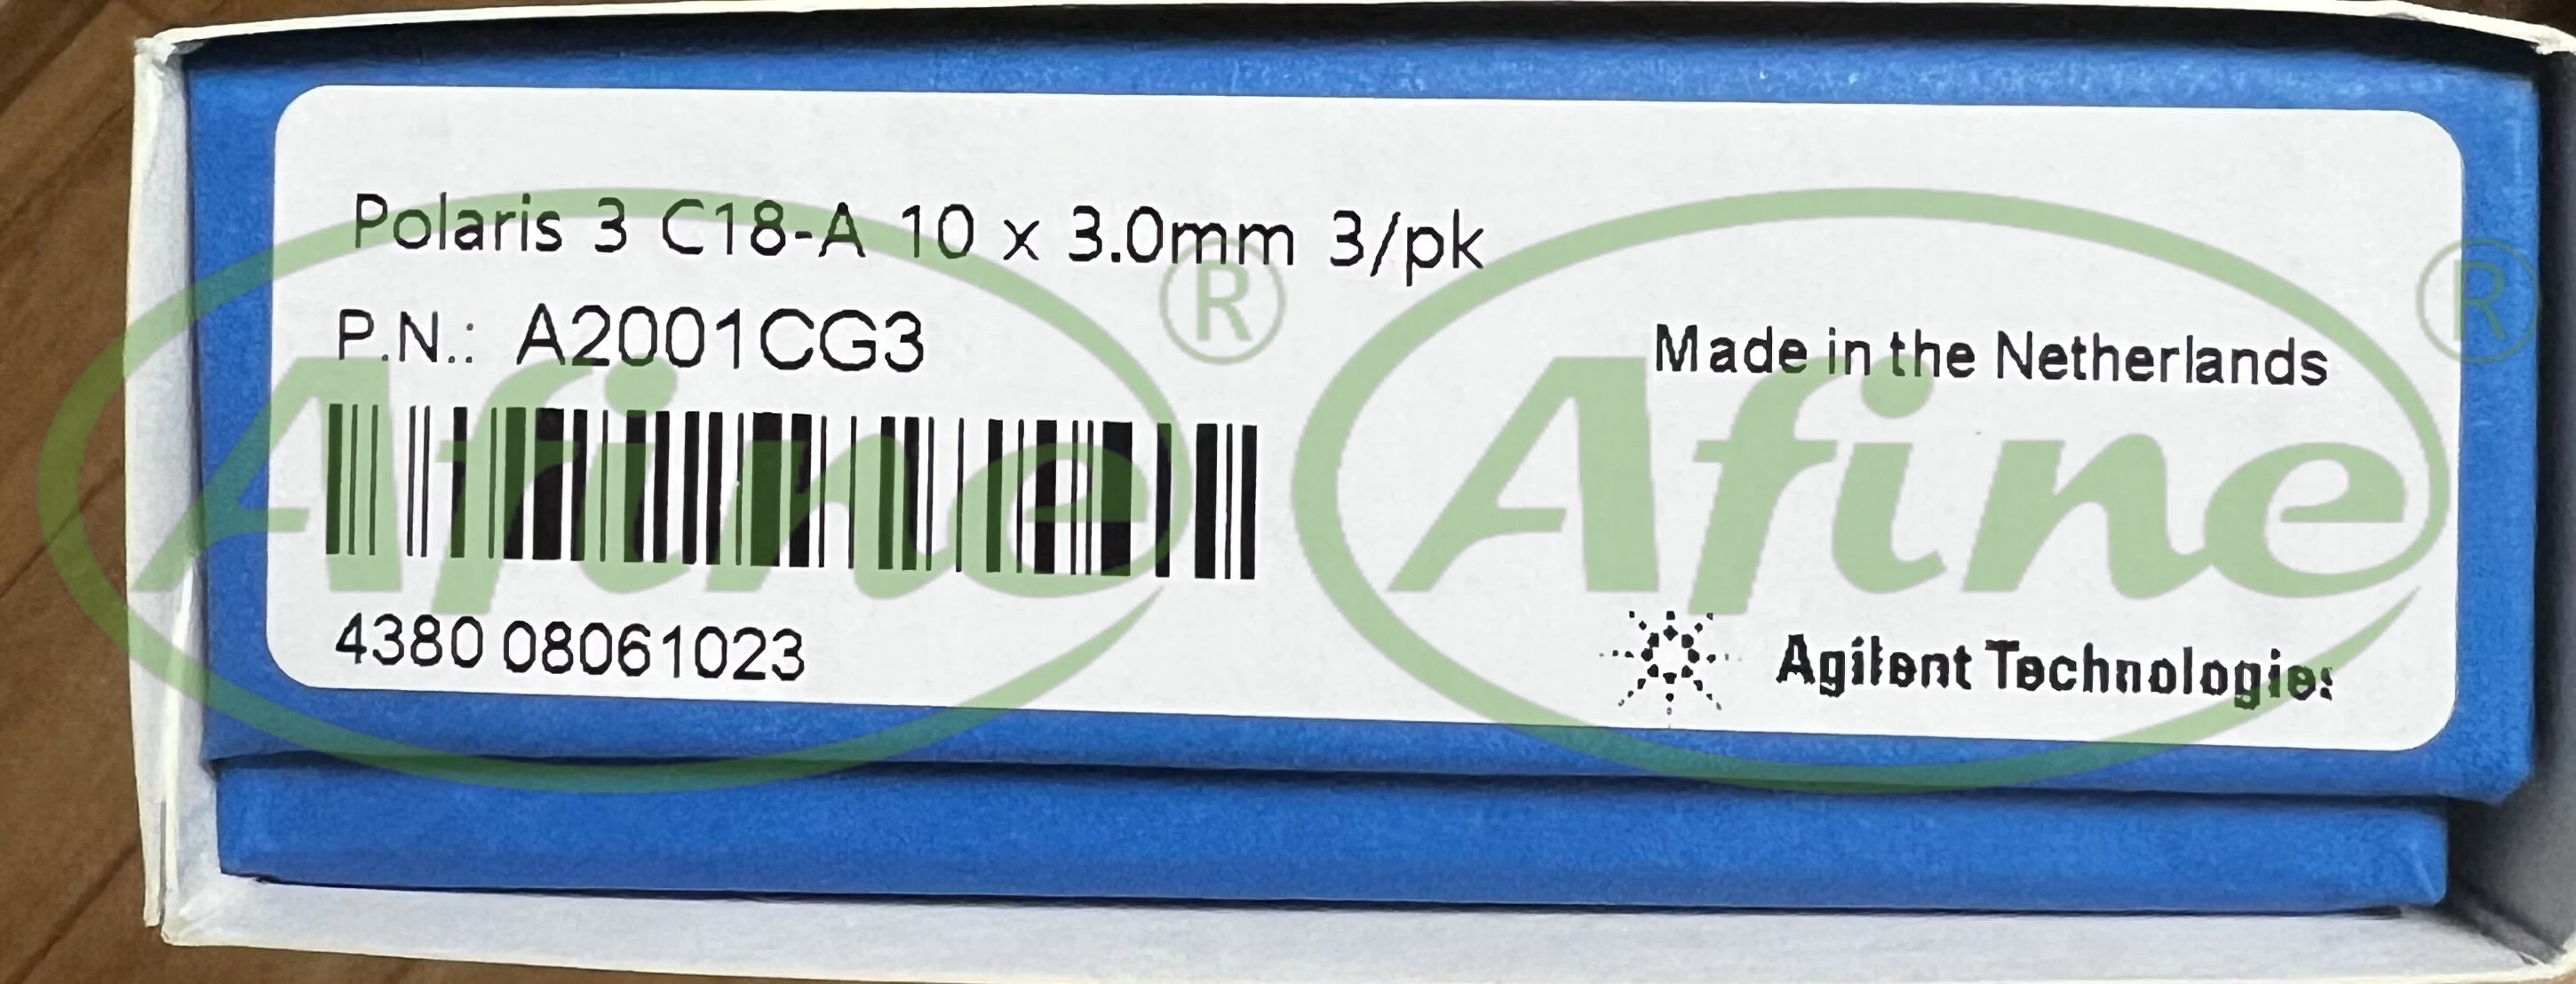 Polaris 3 C18-A 10 x 3.0mm 3/pk
P.N.: A2001CG3
Made in the Netherlands
4380 08061023
Agilent Technologies
Afine ®
Afine ®